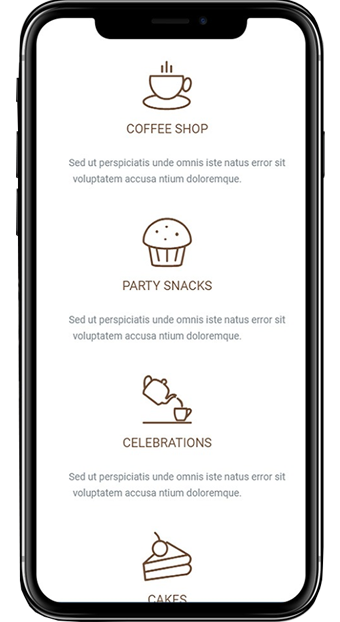 COFFEE SHOP
Sed ut perspiciatis unde omnis iste natus error sit
voluptatem accusa ntium doloremque.
PARTY SNACKS
Sed ut perspiciatis unde omnis iste natus error sit
voluptatem accusa ntium doloremque.
CELEBRATIONS
Sed ut perspiciatis unde omnis iste natus error sit
voluptatem accusa ntium doloremque.
CAKES